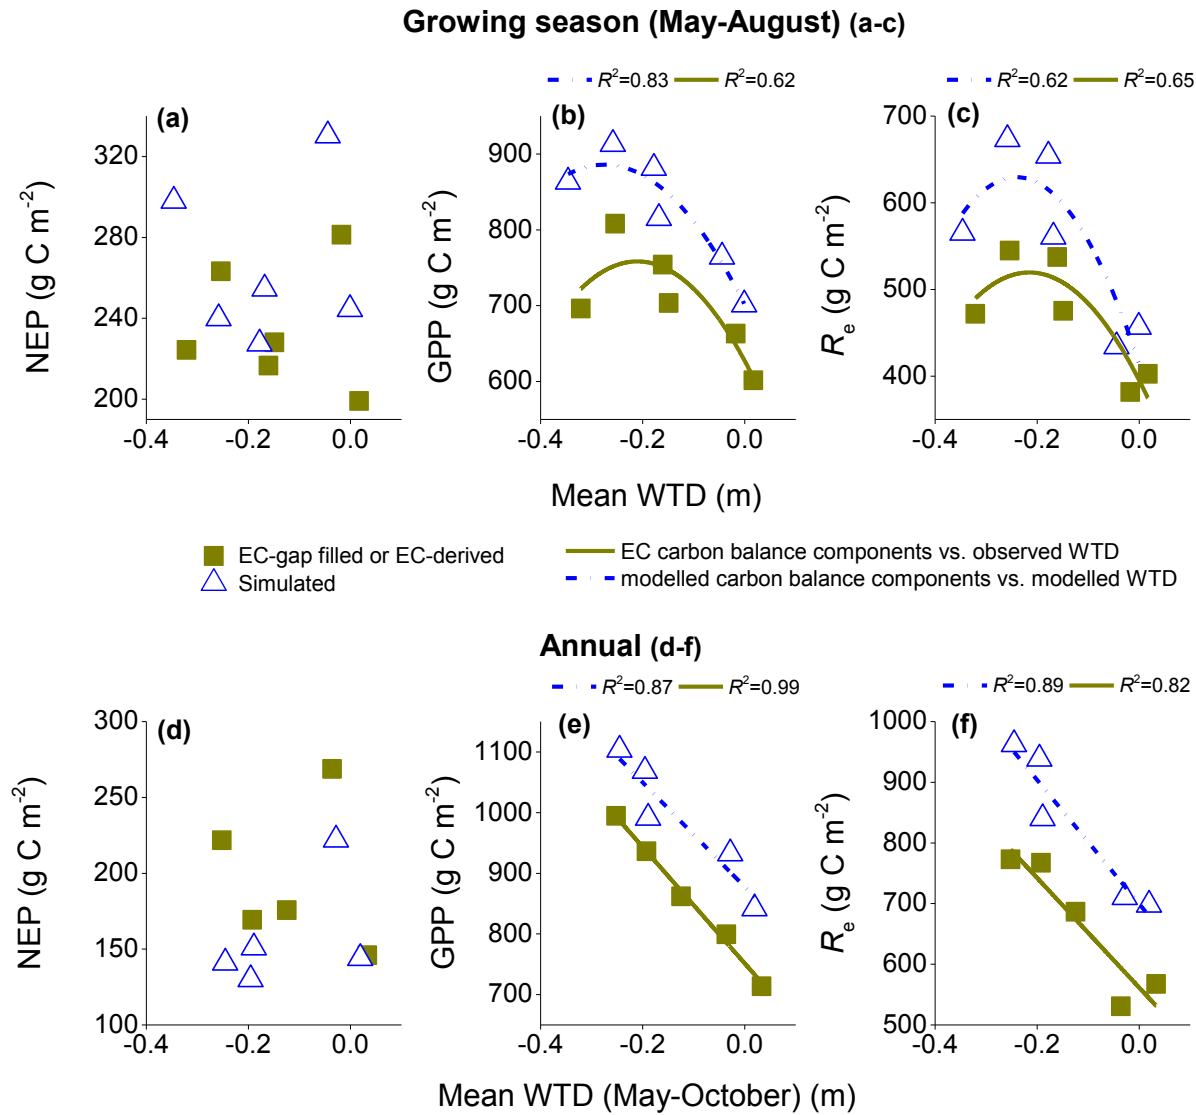 Growing season (May-August) (a-c)
R²=0.83 R²=0.62
R²=0.62 R²=0.65
(a)
NEP (g C m⁻²)
320
280
240
200
-0.4 -0.2 0.0
(b)
GPP (g C m⁻²)
900
800
700
600
-0.4 -0.2 0.0
(c)
Rₑ (g C m⁻²)
700
600
500
400
-0.4 -0.2 0.0
Mean WTD (m)
EC-gap filled or EC-derived
Simulated
EC carbon balance components vs. observed WTD
modelled carbon balance components vs. modelled WTD
Annual (d-f)
R²=0.87 R²=0.99
R²=0.89 R²=0.82
(d)
NEP (g C m⁻²)
300
250
200
150
100
-0.4 -0.2 0.0
(e)
GPP (g C m⁻²)
1100
1000
900
800
700
-0.4 -0.2 0.0
(f)
Rₑ (g C m⁻²)
1000
900
800
700
600
500
-0.4 -0.2 0.0
Mean WTD (May-October) (m)